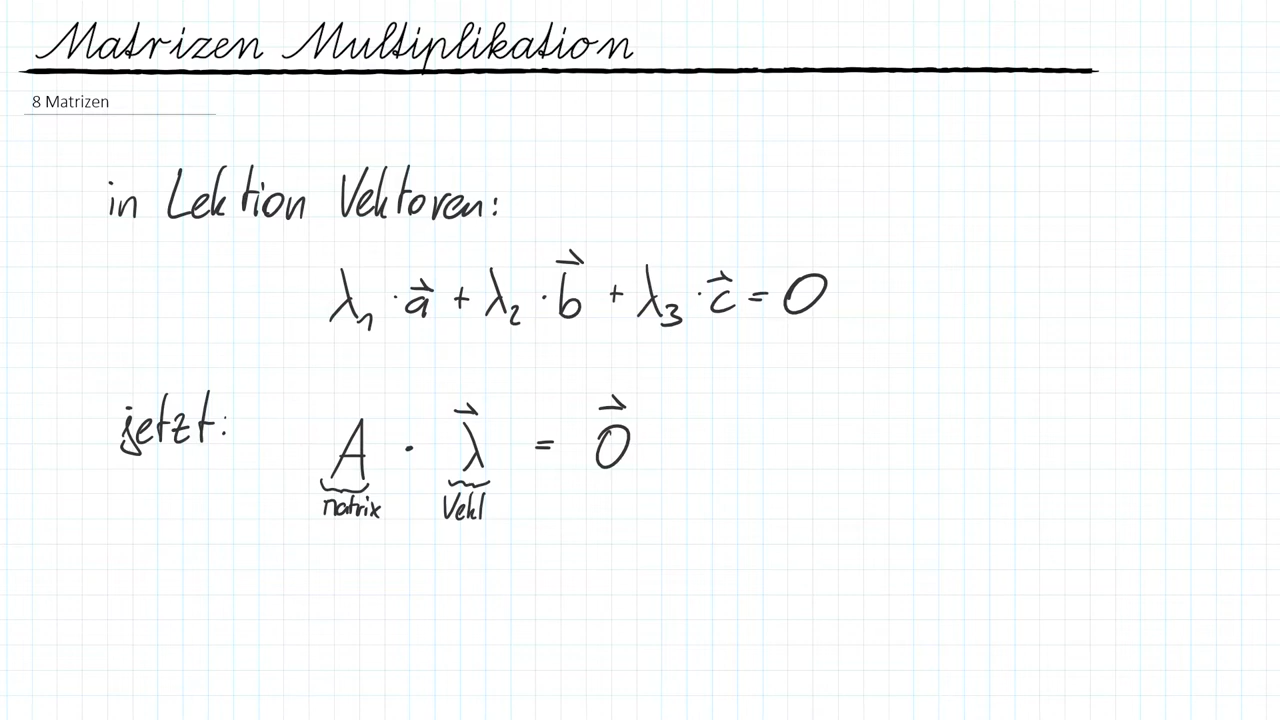 Matrizen Multiplikation
8 Matrizen
in Lektion Vektoren:
λ₁ · a⃗ + λ₂ · b⃗ + λ₃ · c⃗ = 0
jetzt: A · λ⃗ = 0⃗
matrix Vekt